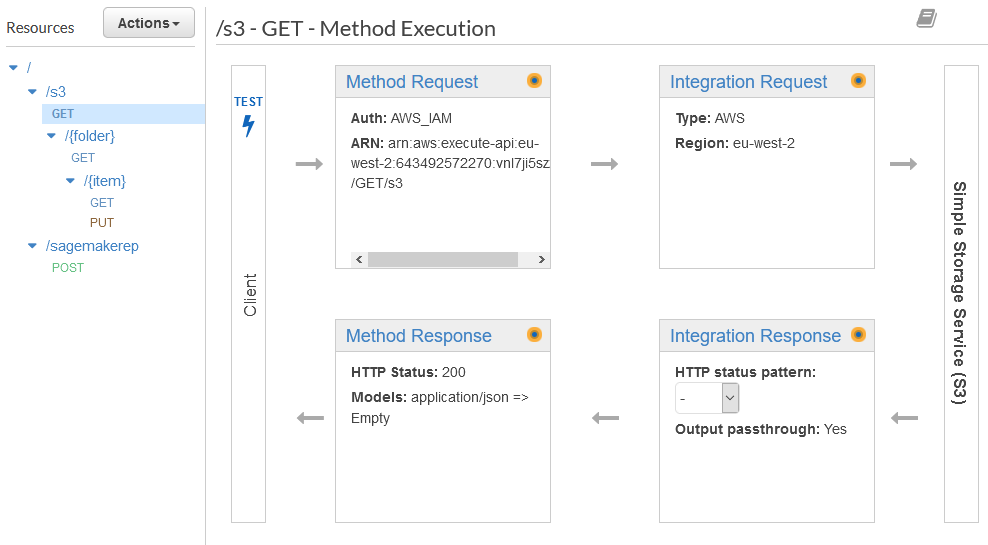 Resources
Actions
/
/s3
GET
/{folder}
GET
/{item}
GET
PUT
/sagemakerep
POST
/s3 - GET - Method Execution
TEST
Client
Method Request
Auth: AWS_IAM
ARN: arn:aws:execute-api:eu-
west-2:643492572270:vnl7ji5sz
/GET/s3
Integration Request
Type: AWS
Region: eu-west-2
Method Response
HTTP Status: 200
Models: application/json =>
Empty
Integration Response
HTTP status pattern:
-
Output passthrough: Yes
Simple Storage Service (S3)